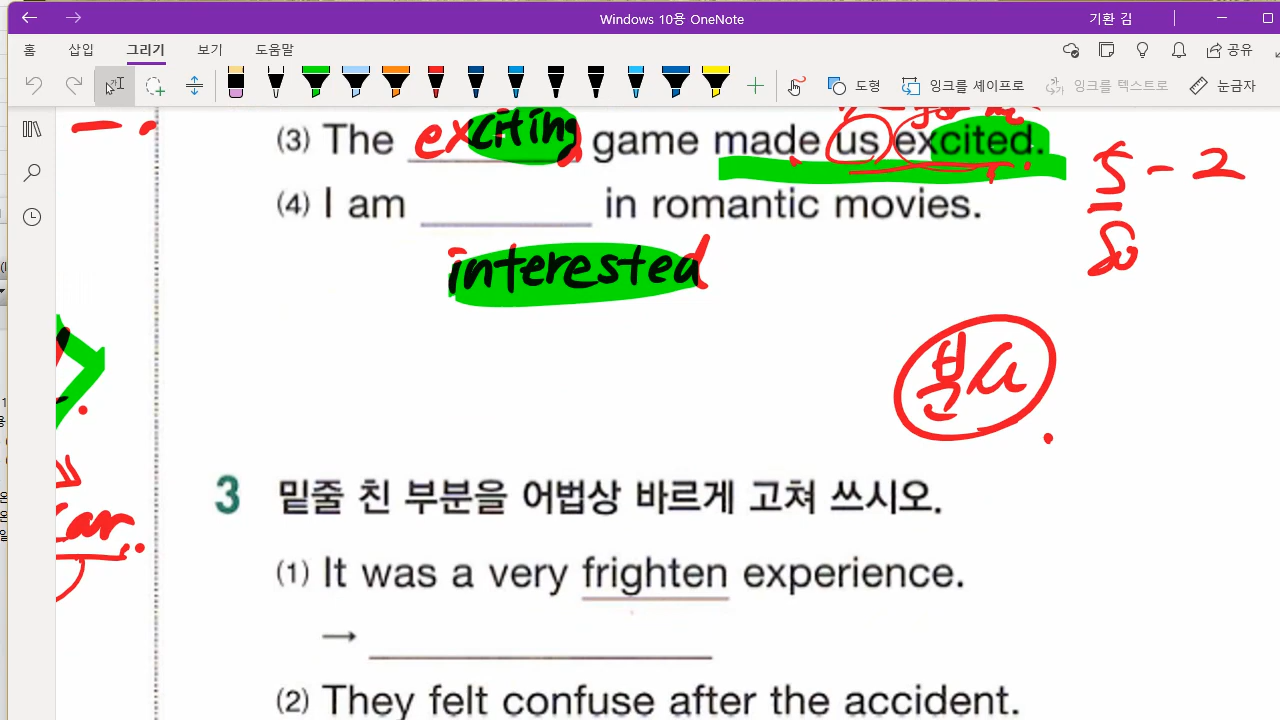 Windows 10용 OneNote
기환 김
홈 삽입 그리기 보기 도움말
공유
도형 잉크를 셰이프로 잉크를 텍스트로 눈금자
(3) The exciting game made us excited.
5 - 2
(4) I am in romantic movies.
interested
분사
3 밑줄 친 부분을 어법상 바르게 고쳐 쓰시오.
(1) It was a very frighten experience.
→
(2) They felt confuse after the accident.